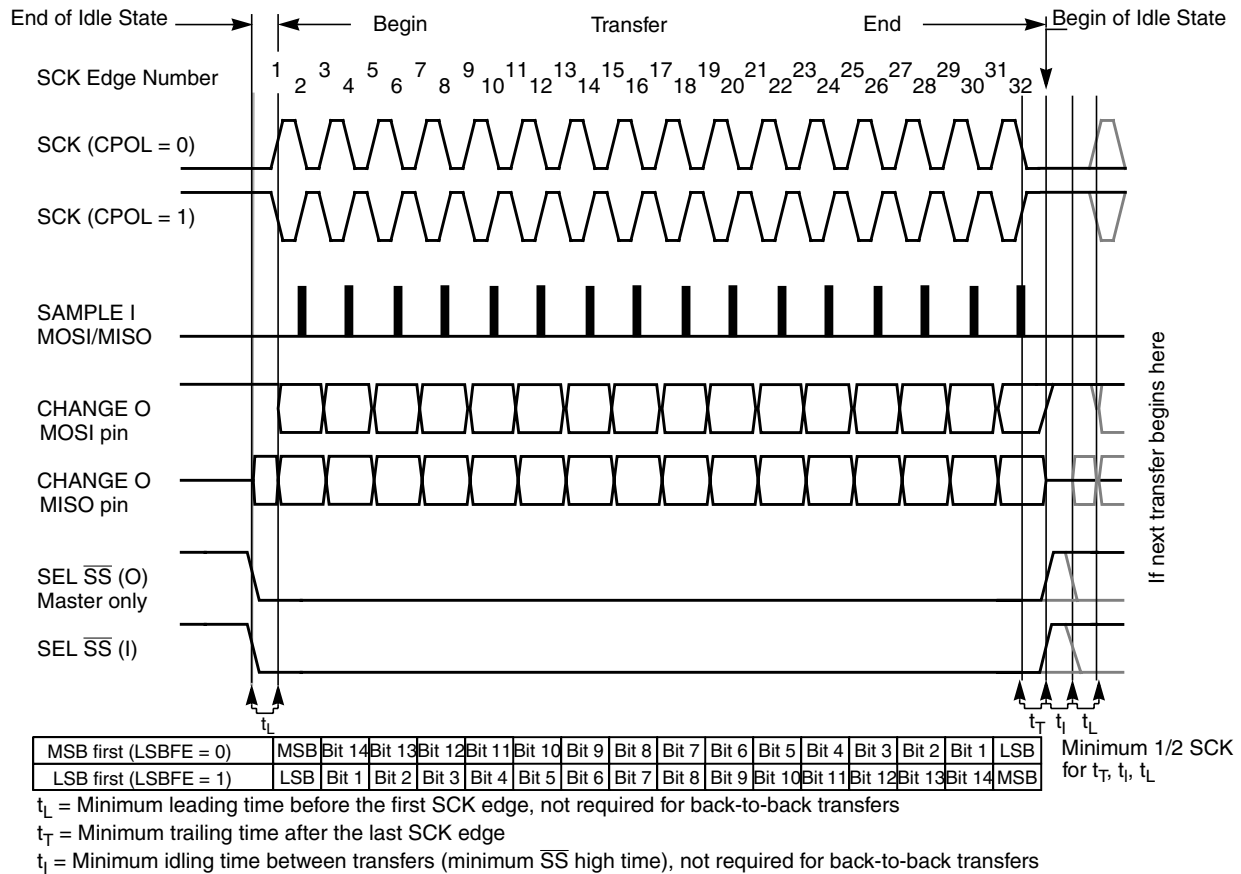 End of Idle State
Begin
Transfer
End
Begin of Idle State
SCK Edge Number
1 3 5 7 9 11 13 15 17 19 21 23 25 27 29 31
2 4 6 8 10 12 14 16 18 20 22 24 26 28 30 32
SCK (CPOL = 0)
SCK (CPOL = 1)
SAMPLE I
MOSI/MISO
CHANGE O
MOSI pin
CHANGE O
MISO pin
SEL S̅S̅ (O)
Master only
SEL S̅S̅ (I)
If next transfer begins here
tL
tT tI tL
MSB first (LSBFE = 0) MSB Bit 14 Bit 13 Bit 12 Bit 11 Bit 10 Bit 9 Bit 8 Bit 7 Bit 6 Bit 5 Bit 4 Bit 3 Bit 2 Bit 1 LSB
LSB first (LSBFE = 1) LSB Bit 1 Bit 2 Bit 3 Bit 4 Bit 5 Bit 6 Bit 7 Bit 8 Bit 9 Bit 10 Bit 11 Bit 12 Bit 13 Bit 14 MSB
Minimum 1/2 SCK
for tT, tI, tL
tL = Minimum leading time before the first SCK edge, not required for back-to-back transfers
tT = Minimum trailing time after the last SCK edge
tI = Minimum idling time between transfers (minimum S̅S̅ high time), not required for back-to-back transfers